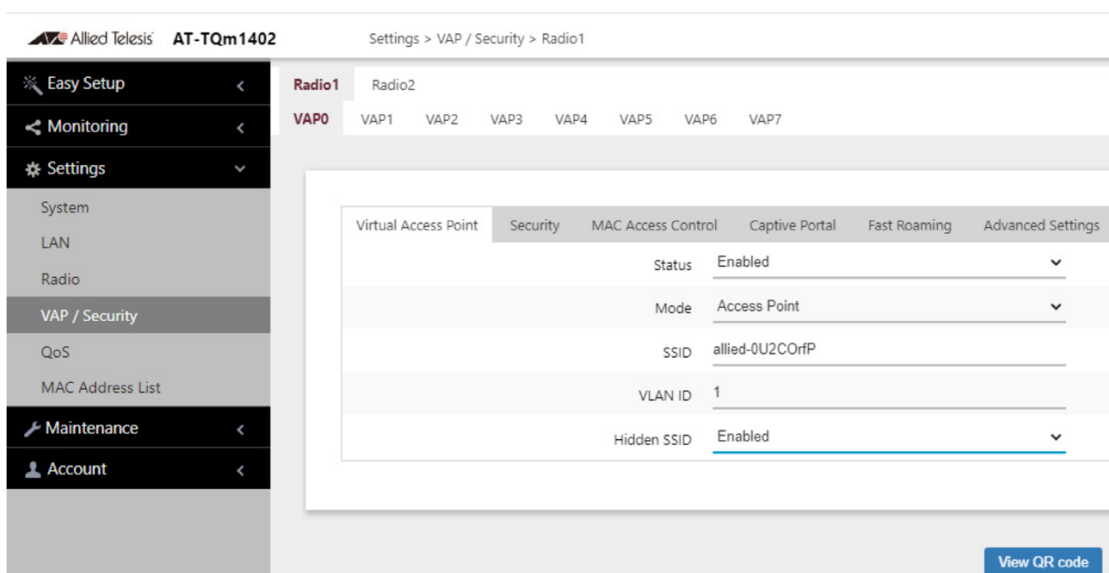 Allied Telesis AT-TQm1402 Settings > VAP / Security > Radio1
Easy Setup
Monitoring
Settings
System
LAN
Radio
VAP / Security
QoS
MAC Address List
Maintenance
Account
Radio1 Radio2
VAP0 VAP1 VAP2 VAP3 VAP4 VAP5 VAP6 VAP7
Virtual Access Point Security MAC Access Control Captive Portal Fast Roaming Advanced Settings
Status Enabled
Mode Access Point
SSID allied-0U2COrfP
VLAN ID 1
Hidden SSID Enabled
View QR code